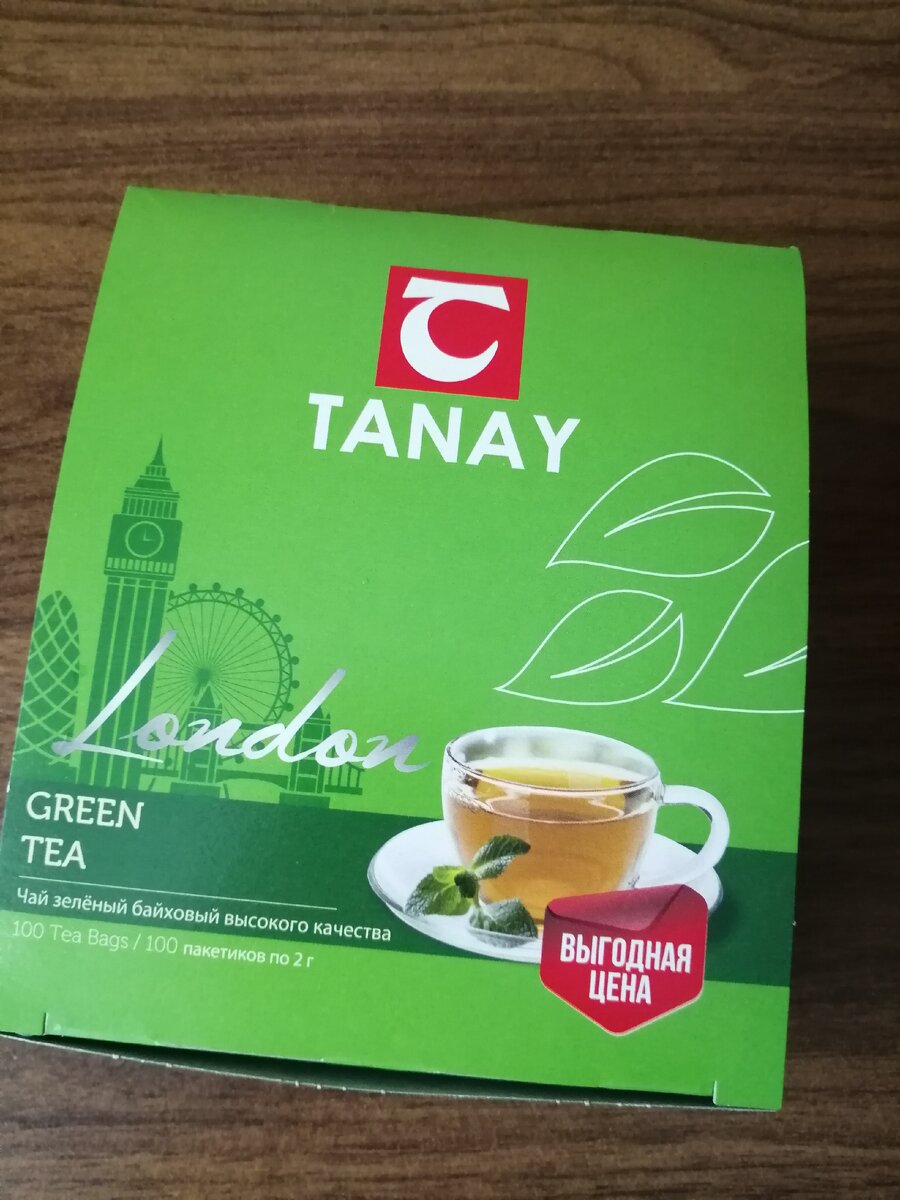 TANAY
London
GREEN
TEA
Чай зелёный байховый высокого качества
100 Tea Bags / 100 пакетиков по 2 г
ВЫГОДНАЯ
ЦЕНА